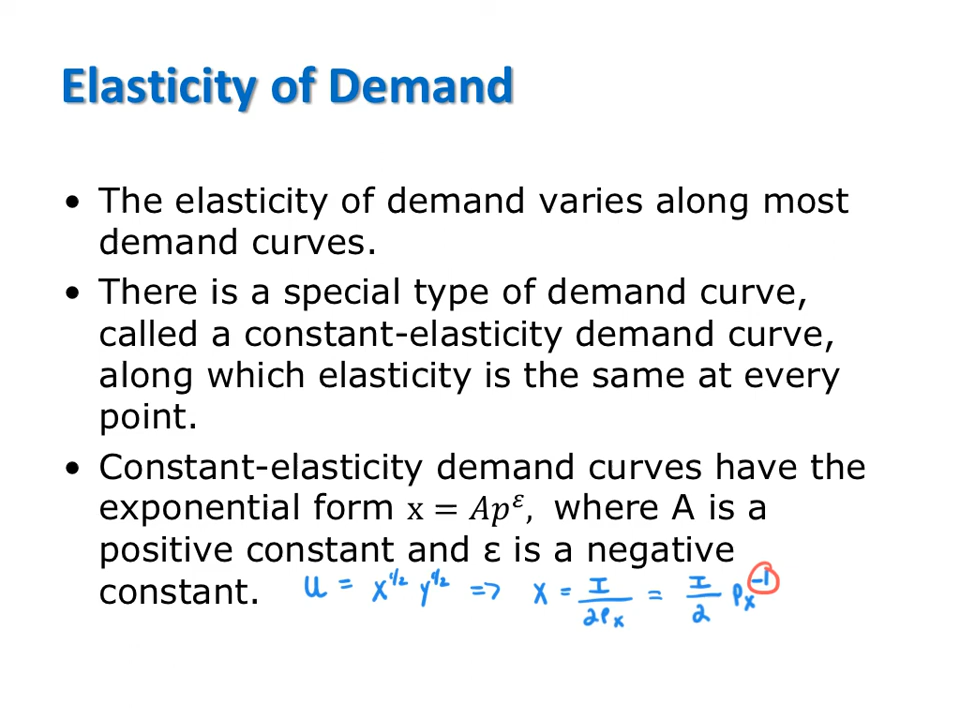 Elasticity of Demand
• The elasticity of demand varies along most
demand curves.
• There is a special type of demand curve,
called a constant-elasticity demand curve,
along which elasticity is the same at every
point.
• Constant-elasticity demand curves have the
exponential form x = Ap^ε, where A is a
positive constant and ε is a negative
constant. U = x^1/2 y^1/2 => x = I/2Px = I/2 Px^-1